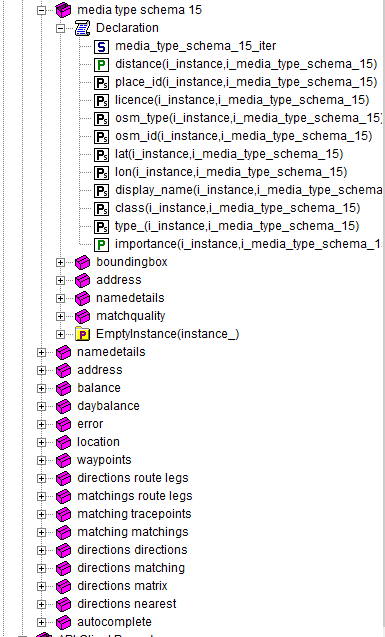 media type schema 15
Declaration
S media_type_schema_15_iter
P distance(i_instance,i_media_type_schema_15)
Ps place_id(i_instance,i_media_type_schema_15)
Ps licence(i_instance,i_media_type_schema_15)
Ps osm_type(i_instance,i_media_type_schema_15)
Ps osm_id(i_instance,i_media_type_schema_15)
Ps lat(i_instance,i_media_type_schema_15)
Ps lon(i_instance,i_media_type_schema_15)
Ps display_name(i_instance,i_media_type_schema
Ps class(i_instance,i_media_type_schema_15)
Ps type_(i_instance,i_media_type_schema_15)
P importance(i_instance,i_media_type_schema_1
boundingbox
address
namedetails
matchquality
P EmptyInstance(instance_)
namedetails
address
balance
daybalance
error
location
waypoints
directions route legs
matchings route legs
matching tracepoints
matching matchings
directions directions
directions matching
directions matrix
directions nearest
autocomplete